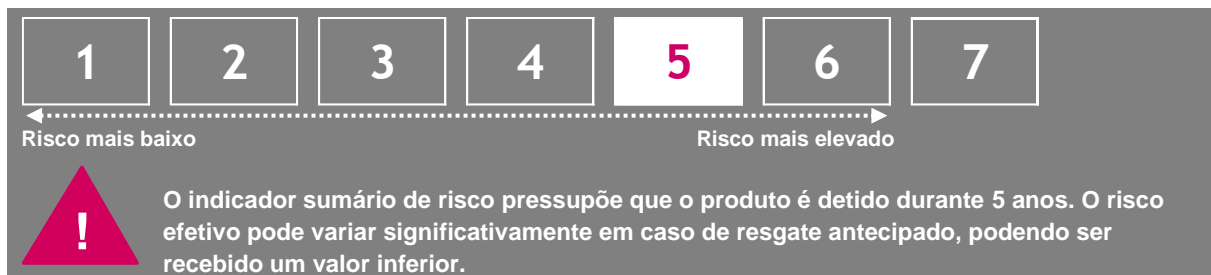 1 2 3 4 5 6 7
Risco mais baixo Risco mais elevado
! O indicador sumário de risco pressupõe que o produto é detido durante 5 anos. O risco
efetivo pode variar significativamente em caso de resgate antecipado, podendo ser
recebido um valor inferior.